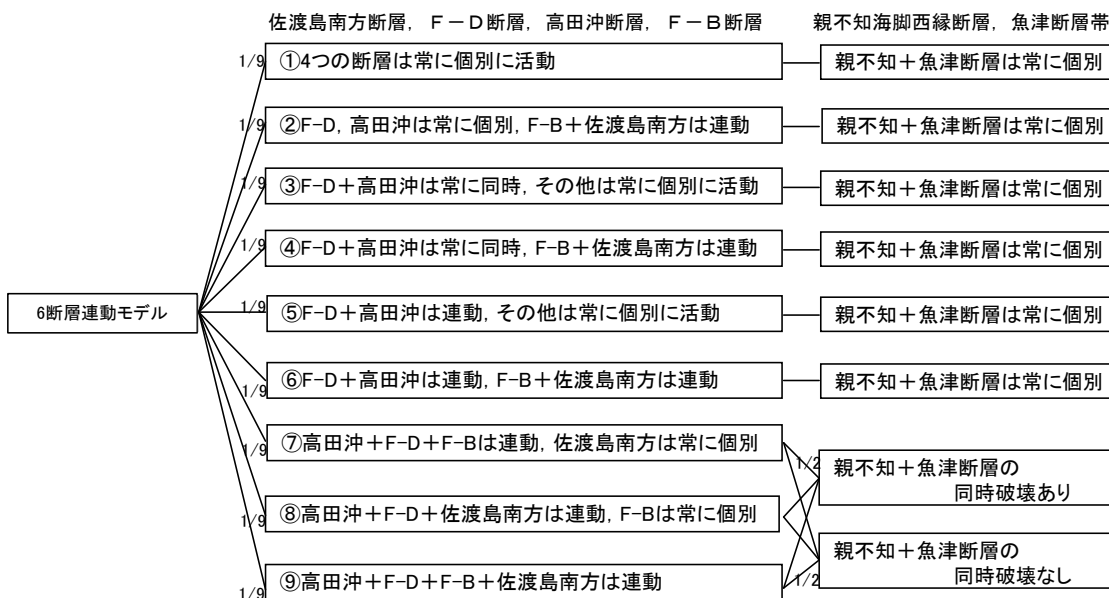 佐渡島南方断層，Ｆ－Ｄ断層，高田沖断層，Ｆ－Ｂ断層
親不知海脚西縁断層，魚津断層帯
6断層連動モデル
1/9
①4つの断層は常に個別に活動
親不知＋魚津断層は常に個別
1/9
②F-D，高田沖は常に個別，F-B＋佐渡島南方は連動
親不知＋魚津断層は常に個別
1/9
③F-D＋高田沖は常に同時，その他は常に個別に活動
親不知＋魚津断層は常に個別
1/9
④F-D＋高田沖は常に同時，F-B＋佐渡島南方は連動
親不知＋魚津断層は常に個別
1/9
⑤F-D＋高田沖は連動，その他は常に個別に活動
親不知＋魚津断層は常に個別
1/9
⑥F-D＋高田沖は連動，F-B＋佐渡島南方は連動
親不知＋魚津断層は常に個別
1/9
⑦高田沖＋F-D＋F-Bは連動，佐渡島南方は常に個別
1/2
親不知＋魚津断層の
同時破壊あり
1/9
⑧高田沖＋F-D＋佐渡島南方は連動，F-Bは常に個別
1/9
⑨高田沖＋F-D＋F-B＋佐渡島南方は連動
1/2
親不知＋魚津断層の
同時破壊なし